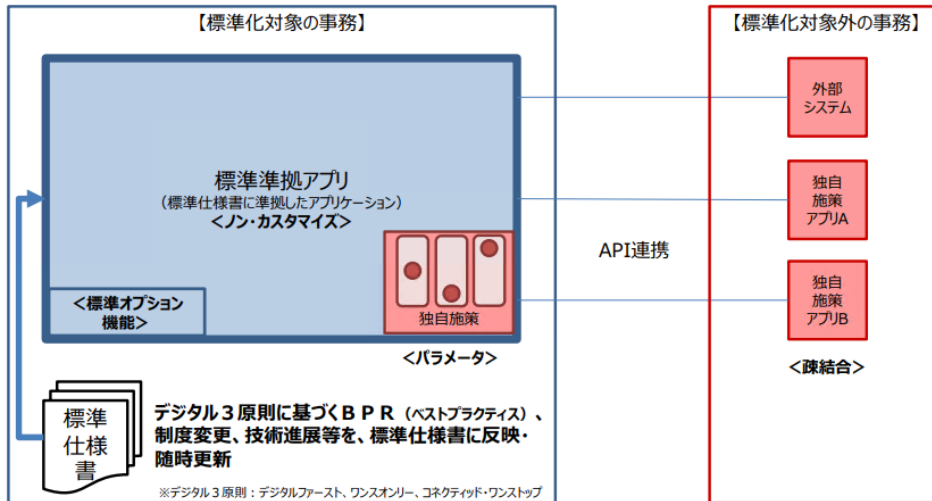 【標準化対象の事務】
標準準拠アプリ
（標準仕様書に準拠したアプリケーション）
＜ノン・カスタマイズ＞
＜標準オプション
機能＞
独自施策
＜パラメータ＞
標準
仕様
書
デジタル３原則に基づくＢＰＲ（ベストプラクティス）、
制度変更、技術進展等を、標準仕様書に反映・
随時更新
※デジタル３原則：デジタルファースト、ワンスオンリー、コネクティッド・ワンストップ
API連携
【標準化対象外の事務】
外部
システム
独自
施策
アプリA
独自
施策
アプリB
＜疎結合＞